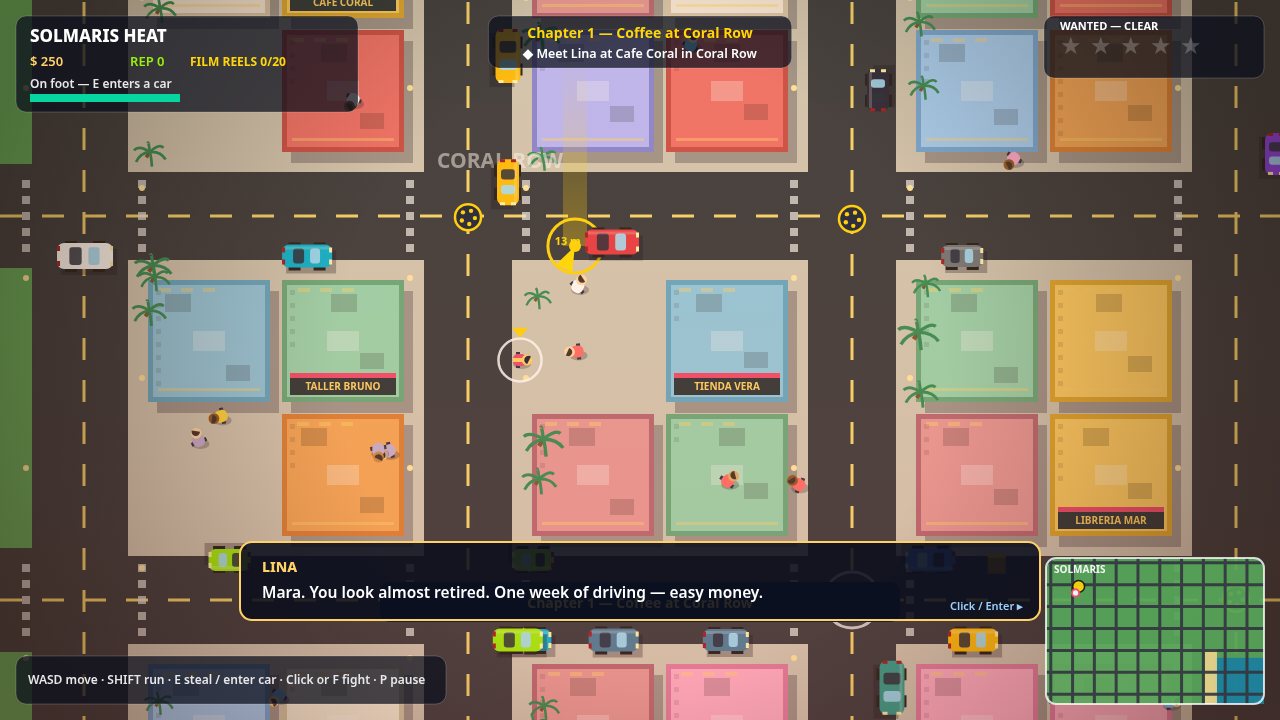 CAFE CORAL
SOLMARIS HEAT
$ 250
REP 0
FILM REELS 0/20
On foot — E enters a car
Chapter 1 — Coffee at Coral Row
◆ Meet Lina at Cafe Coral in Coral Row
WANTED — CLEAR
★ ★ ★ ★ ★
CORAL ROW
13
TALLER BRUNO
TIENDA VERA
LIBRERIA MAR
LINA
Mara. You look almost retired. One week of driving — easy money.
Chapter 1 — Coffee at Coral Row
Click / Enter ▸
SOLMARIS
WASD move · SHIFT run · E steal / enter car · Click or F fight · P pause